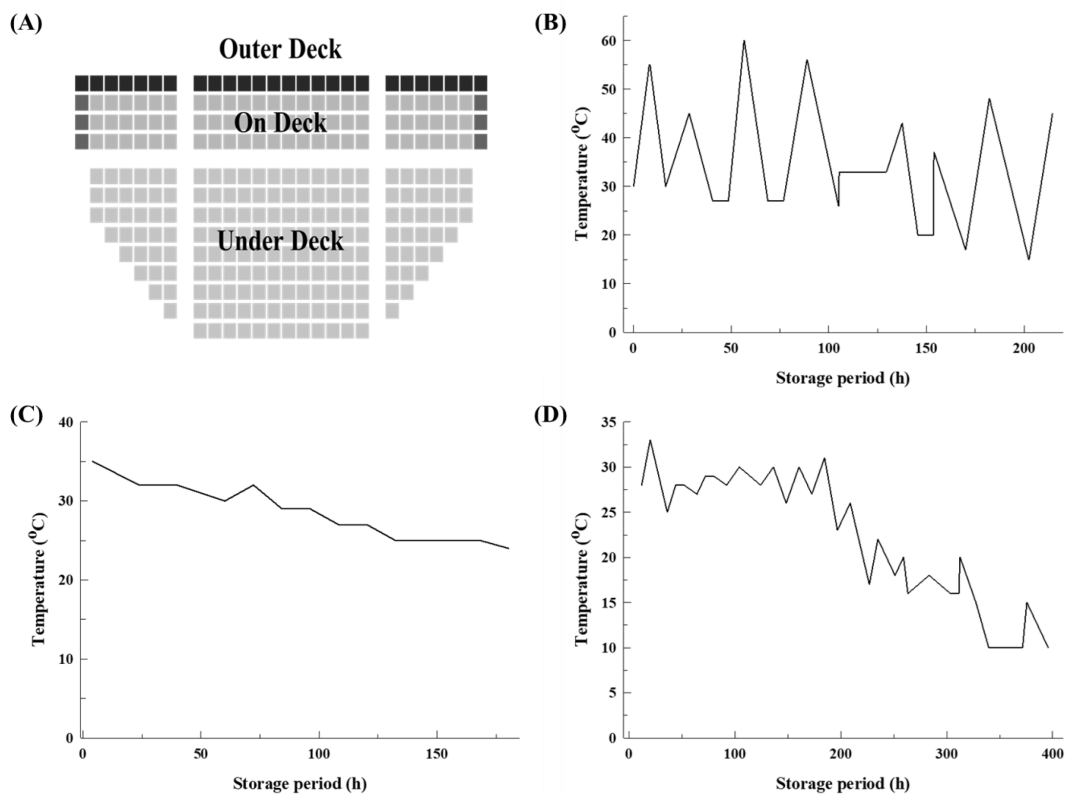 (A)
Outer Deck
On Deck
Under Deck
(B)
60
50
40
30
20
10
0
Temperature (⁰C)
0 50 100 150 200
Storage period (h)
(C)
40
30
20
10
0
Temperature (⁰C)
0 50 100 150
Storage period (h)
(D)
35
30
25
20
15
10
5
0
Temperature (⁰C)
0 100 200 300 400
Storage period (h)